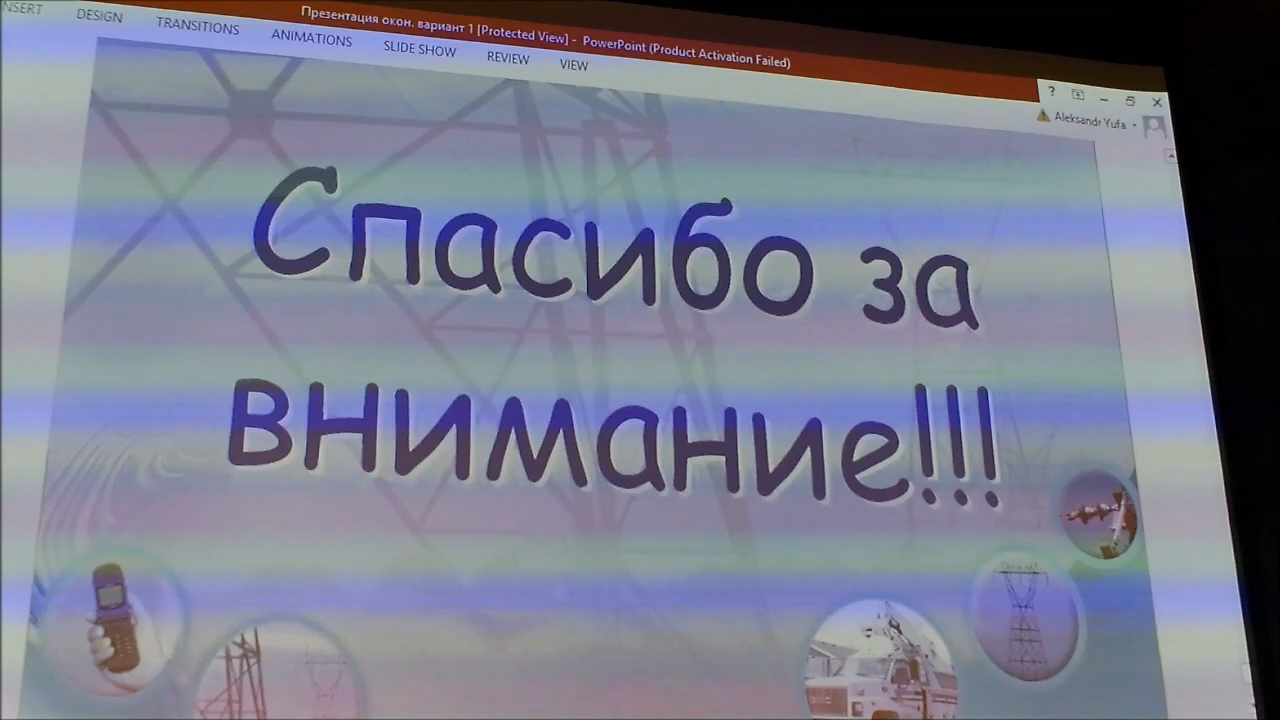 Презентация окон. вариант 1 [Protected View] - PowerPoint (Product Activation Failed)
INSERT DESIGN TRANSITIONS ANIMATIONS SLIDE SHOW REVIEW VIEW
?
Aleksandr Yufa
Спасибо за
внимание!!!